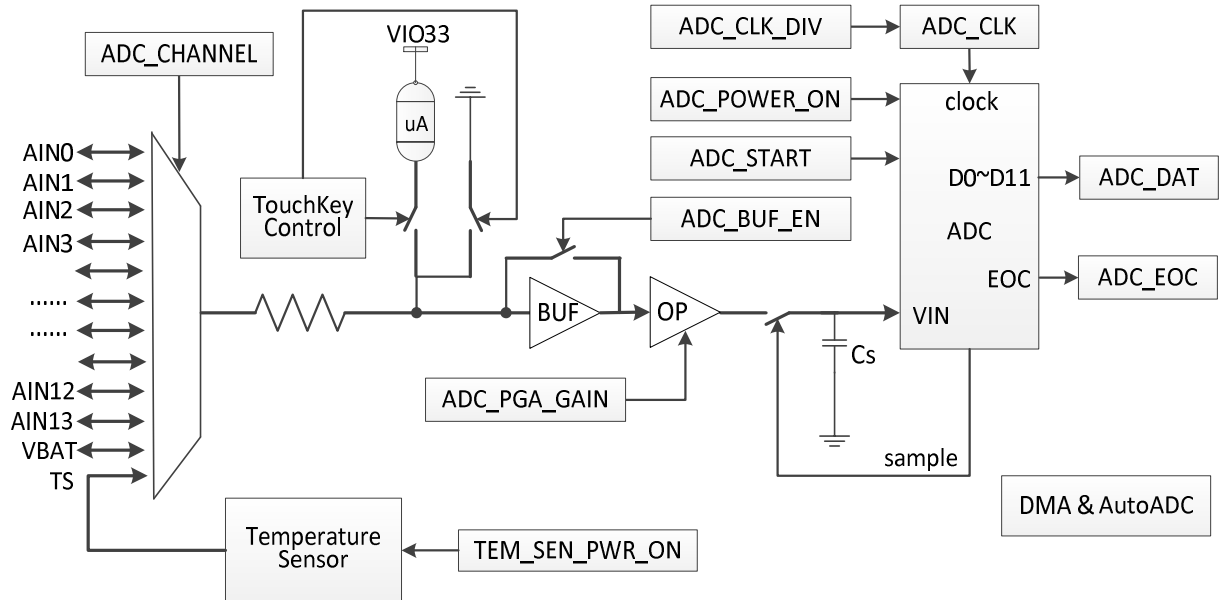 ADC_CHANNEL
VIO33
uA
ADC_CLK_DIV
ADC_CLK
ADC_POWER_ON
clock
ADC_START
D0~D11
ADC_DAT
ADC_BUF_EN
ADC
EOC
ADC_EOC
VIN
AIN0
AIN1
AIN2
AIN3
......
......
AIN12
AIN13
VBAT
TS
TouchKey
Control
BUF
OP
Cs
ADC_PGA_GAIN
sample
DMA & AutoADC
Temperature
Sensor
TEM_SEN_PWR_ON